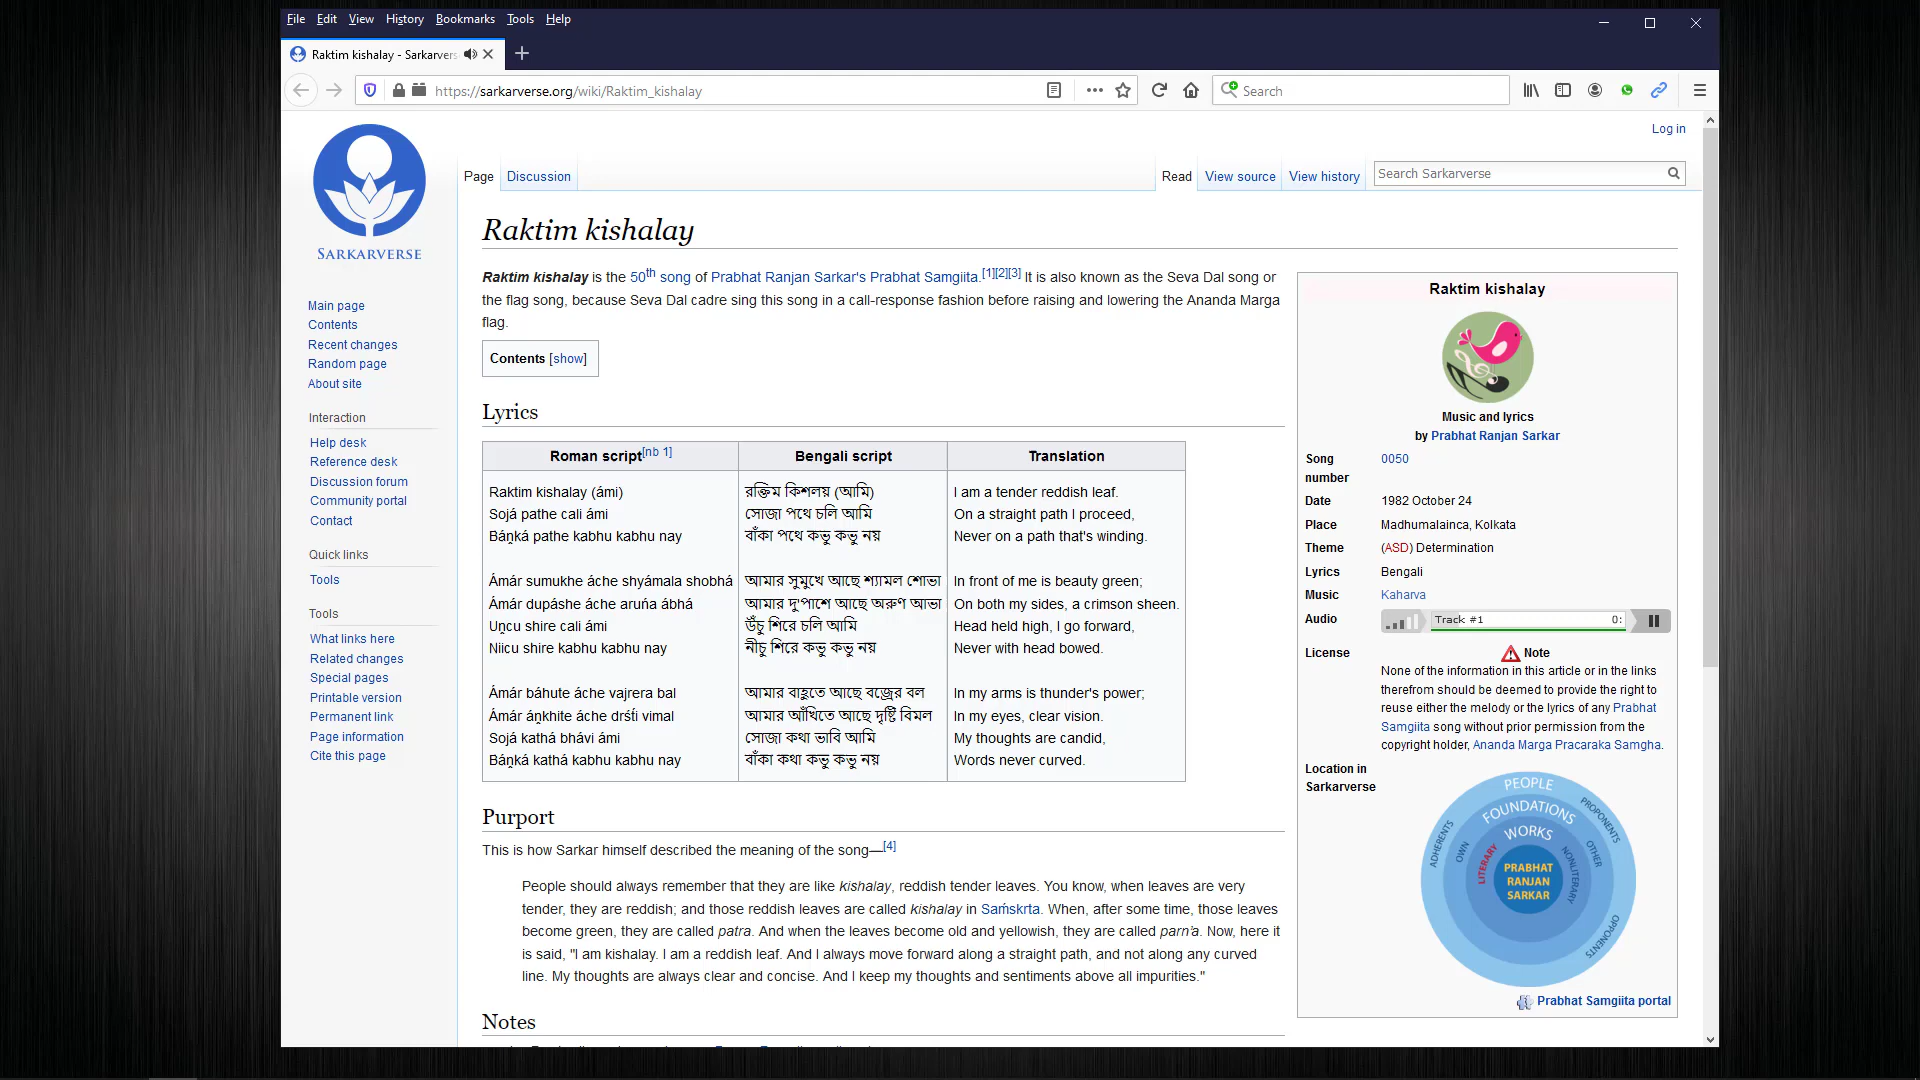 File Edit View History Bookmarks Tools Help
Raktim kishalay - Sarkarvers
https://sarkarverse.org/wiki/Raktim_kishalay
Search
Log in
SARKARVERSE
Page Discussion
Read View source View history
Search Sarkarverse
Main page
Contents
Recent changes
Random page
About site
Interaction
Help desk
Reference desk
Discussion forum
Community portal
Contact
Quick links
Tools
Tools
What links here
Related changes
Special pages
Printable version
Permanent link
Page information
Cite this page
Raktim kishalay
Raktim kishalay is the 50th song of Prabhat Ranjan Sarkar's Prabhat Samgiita.[1][2][3] It is also known as the Seva Dal song or
the flag song, because Seva Dal cadre sing this song in a call-response fashion before raising and lowering the Ananda Marga
flag.
Contents [show]
Lyrics
Roman script[nb 1] Bengali script Translation
Raktim kishalay (ámi)
Sojá pathe cali ámi
Báṋká pathe kabhu kabhu nay
Ámár sumukhe áche shyámala shobhá
Ámár dupáshe áche aruńa ábhá
Uṋcu shire cali ámi
Niicu shire kabhu kabhu nay
Ámár báhute áche vajrera bal
Ámár áṋkhite áche drśt́i vimal
Sojá kathá bhávi ámi
Báṋká kathá kabhu kabhu nay
রক্তিম কিশলয় (আমি)
সোজা পথে চলি আমি
বাঁকা পথে কভু কভু নয়
আমার সুমুখে আছে শ্যামল শোভা
আমার দু'পাশে আছে অরুণ আভা
উঁচু শিরে চলি আমি
নীচু শিরে কভু কভু নয়
আমার বাহুতে আছে বজ্রের বল
আমার আঁখিতে আছে দৃষ্টি বিমল
সোজা কথা ভাবি আমি
বাঁকা কথা কভু কভু নয়
I am a tender reddish leaf.
On a straight path I proceed,
Never on a path that's winding.
In front of me is beauty green;
On both my sides, a crimson sheen.
Head held high, I go forward,
Never with head bowed.
In my arms is thunder's power;
In my eyes, clear vision.
My thoughts are candid,
Words never curved.
Purport
This is how Sarkar himself described the meaning of the song—[4]
People should always remember that they are like kishalay, reddish tender leaves. You know, when leaves are very
tender, they are reddish; and those reddish leaves are called kishalay in Saḿskrta. When, after some time, those leaves
become green, they are called patra. And when the leaves become old and yellowish, they are called parńa. Now, here it
is said, "I am kishalay. I am a reddish leaf. And I always move forward along a straight path, and not along any curved
line. My thoughts are always clear and concise. And I keep my thoughts and sentiments above all impurities."
Notes
Raktim kishalay
Music and lyrics
by Prabhat Ranjan Sarkar
Song
number 0050
Date 1982 October 24
Place Madhumalainca, Kolkata
Theme (ASD) Determination
Lyrics Bengali
Music Kaharva
Audio Track #1 0:
License Note
None of the information in this article or in the links
therefrom should be deemed to provide the right to
reuse either the melody or the lyrics of any Prabhat
Samgiita song without prior permission from the
copyright holder, Ananda Marga Pracaraka Samgha.
Location in
Sarkarverse
PEOPLE
ADHERENTS PROPONENTS OPPONENTS
FOUNDATIONS
OWN OTHER
WORKS
LITERARY NONLITERARY
PRABHAT
RANJAN
SARKAR
Prabhat Samgiita portal